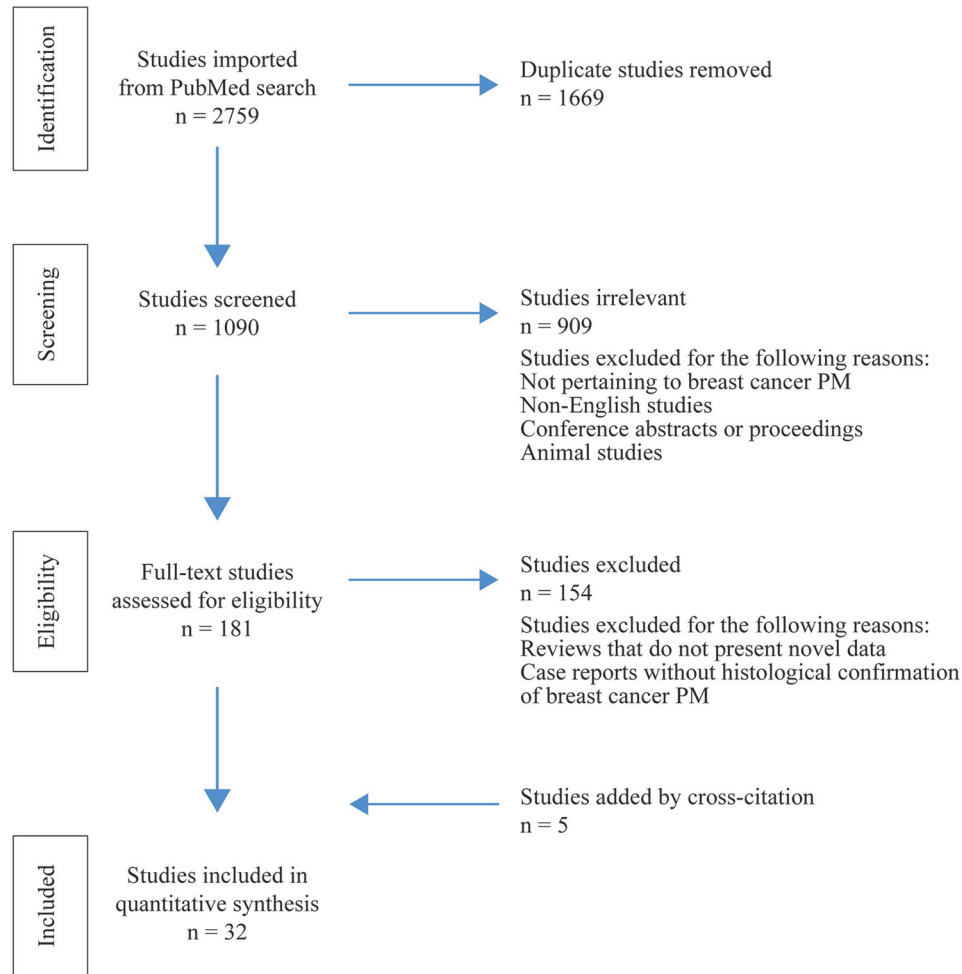 Identification
Studies imported
from PubMed search
n = 2759
Duplicate studies removed
n = 1669
Screening
Studies screened
n = 1090
Studies irrelevant
n = 909
Studies excluded for the following reasons:
Not pertaining to breast cancer PM
Non-English studies
Conference abstracts or proceedings
Animal studies
Eligibility
Full-text studies
assessed for eligibility
n = 181
Studies excluded
n = 154
Studies excluded for the following reasons:
Reviews that do not present novel data
Case reports without histological confirmation
of breast cancer PM
Studies added by cross-citation
n = 5
Included
Studies included in
quantitative synthesis
n = 32